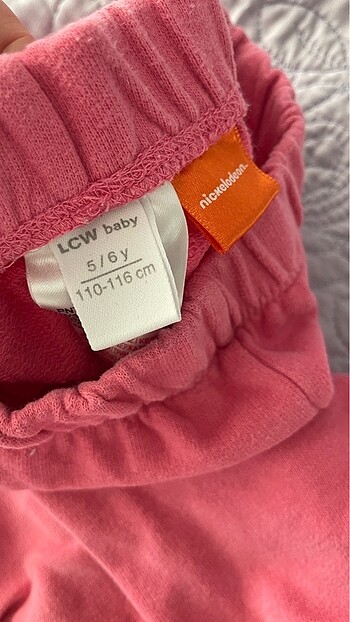 LCW baby
5/6 y
110-116 cm
nickelodeon